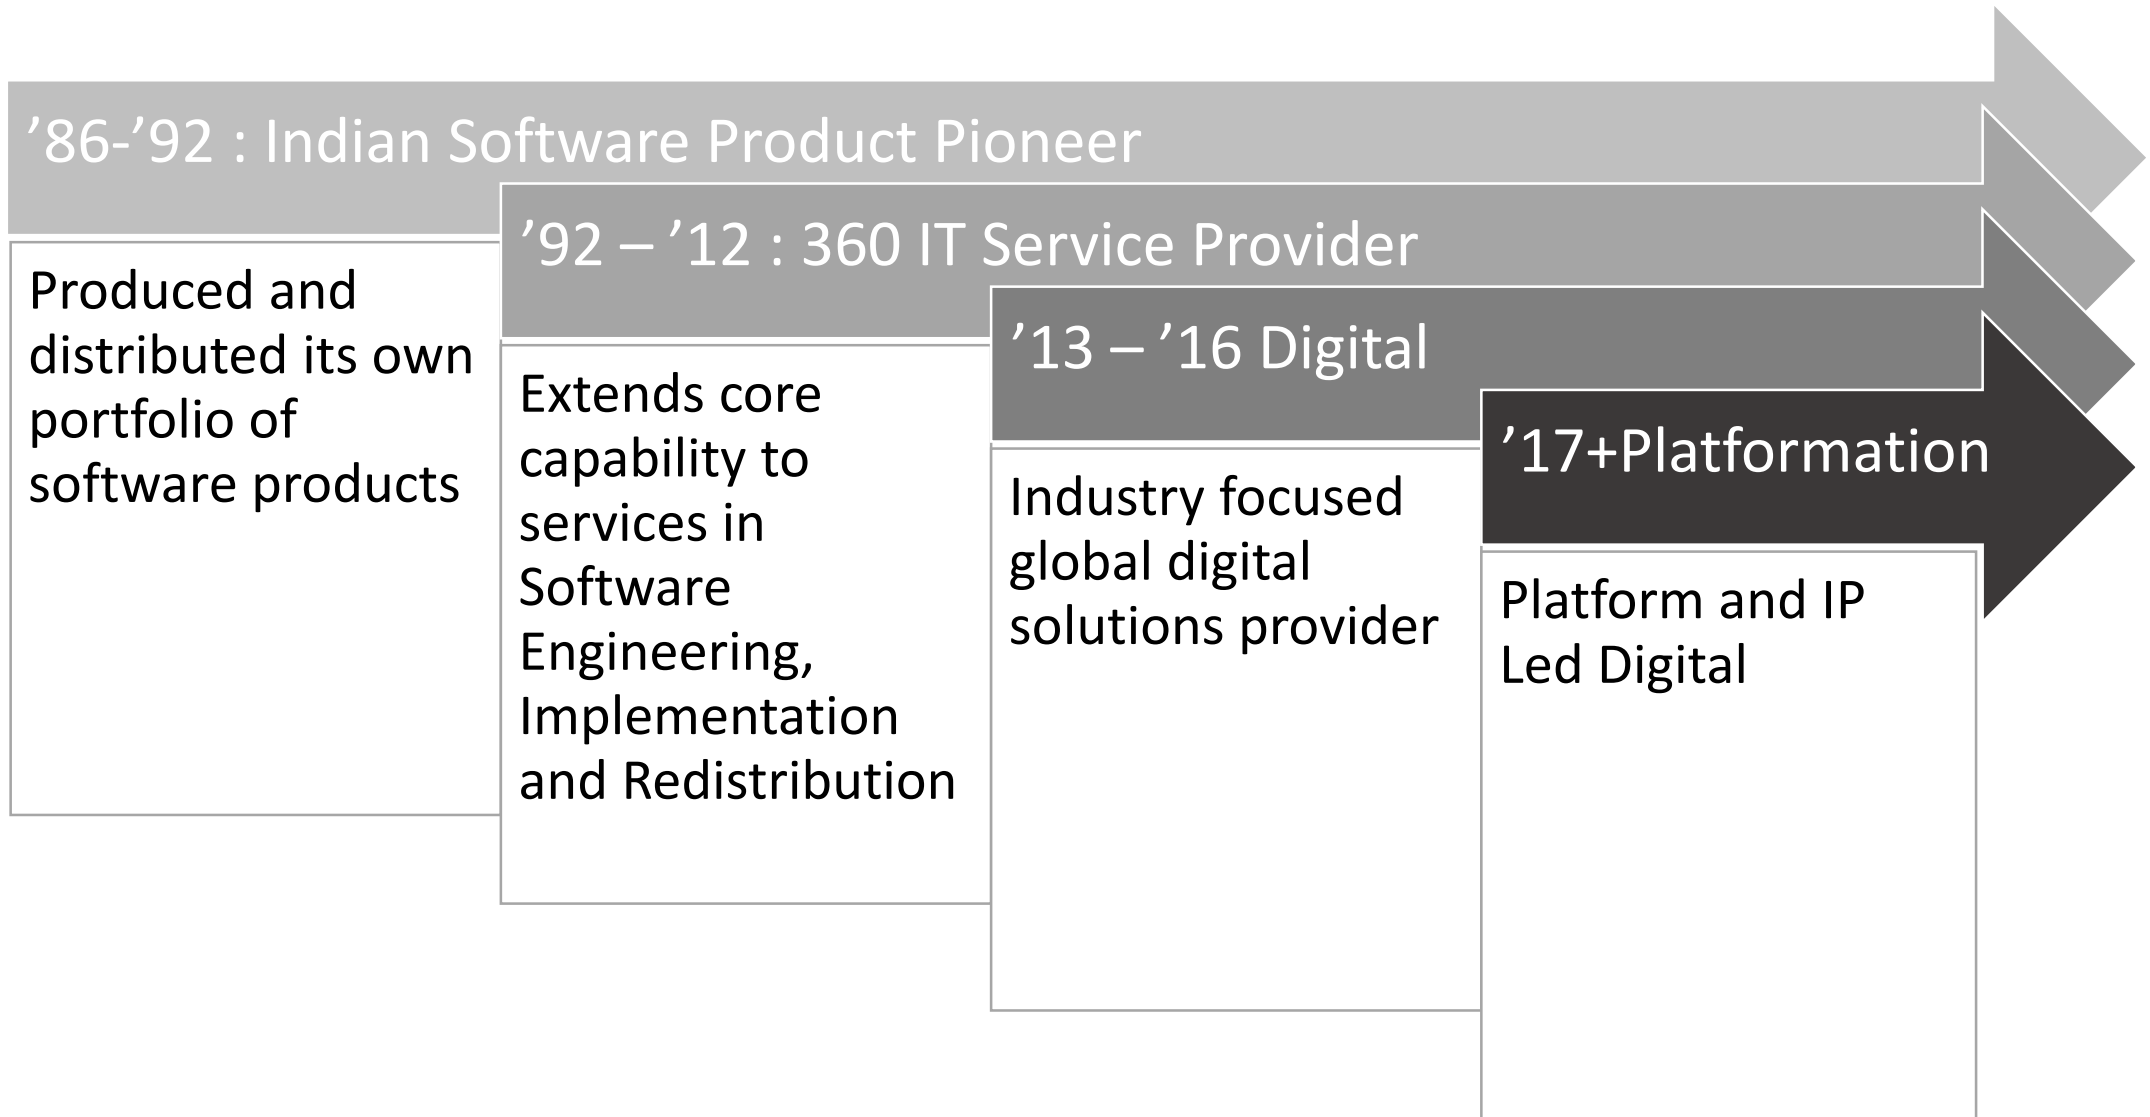 ’86-’92 : Indian Software Product Pioneer
Produced and
distributed its own
portfolio of
software products
’92 – ’12 : 360 IT Service Provider
Extends core
capability to
services in
Software
Engineering,
Implementation
and Redistribution
’13 – ’16 Digital
Industry focused
global digital
solutions provider
’17+Platformation
Platform and IP
Led Digital